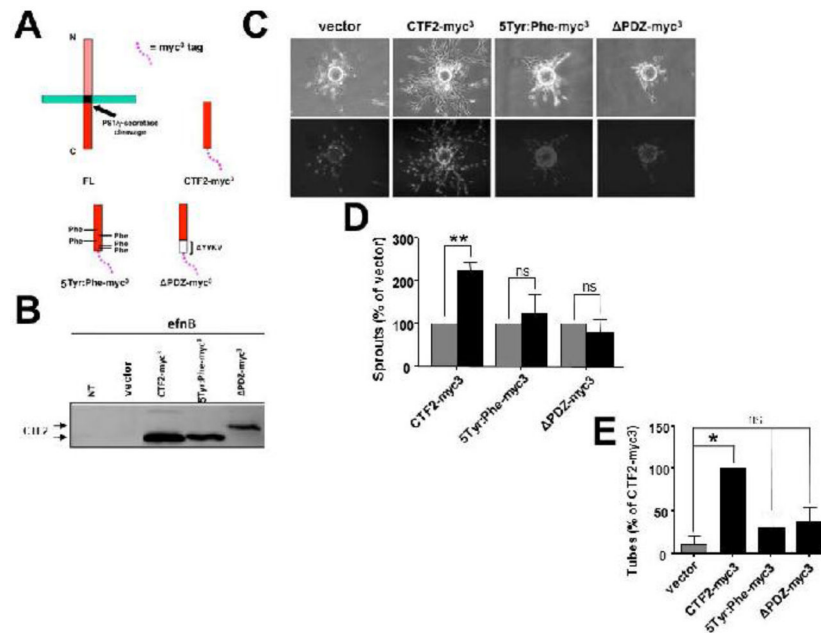 A
N
= myc³ tag
PS1/γ-secretase
cleavage
C
FL
CTF2-myc³
Phe
Phe
Phe
Phe
Phe
ΔYYKV
5Tyr:Phe-myc³
ΔPDZ-myc³
B
efnB
NT
vector
CTF2-myc³
5Tyr:Phe-myc³
ΔPDZ-myc³
CTF2
C
vector
CTF2-myc³
5Tyr:Phe-myc³
ΔPDZ-myc³
D
Sprouts (% of vector)
300
200
100
0
**
ns
ns
CTF2-myc3
5Tyr:Phe-myc3
ΔPDZ-myc3
E
Tubes (% of CTF2-myc3)
150
100
50
0
ns
*
vector
CTF2-myc3
5Tyr:Phe-myc3
ΔPDZ-myc3